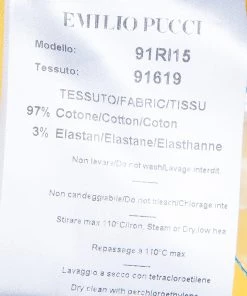 EMILIO PUCCI
Modello: 91RI15
Tessuto: 91619
TESSUTO/FABRIC/TISSU
97% Cotone/Cotton/Coton
3% Elastan/Elastane/Elasthanne
Non lavare/Do not wash/Lavage interdit
Non candeggiabile/Do not bleach/Chlorage inte
Stirare max 110°C/Iron, Steam or Dry,low hea
Repassage a 110°C max
Lavaggio a secco con tetracloroetilene
Dry clean with perchloroethylene